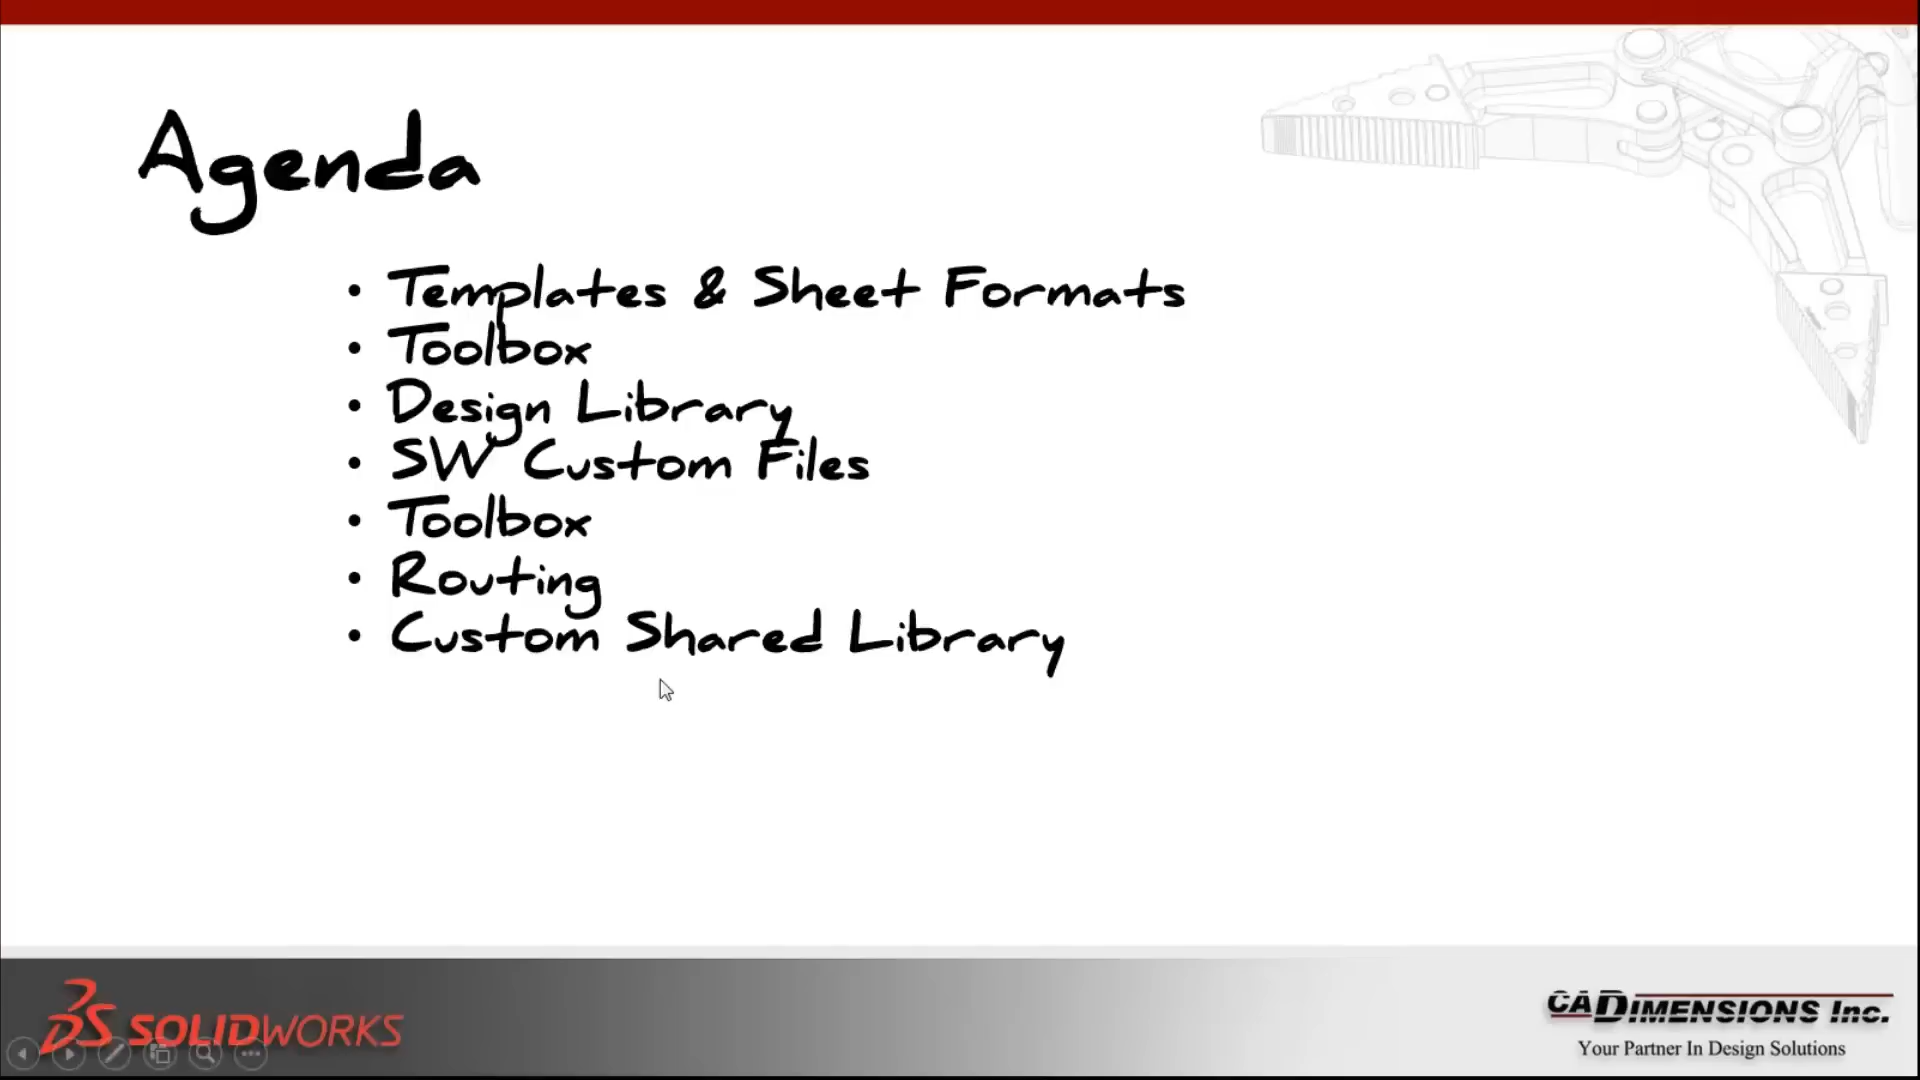 Agenda
• Templates & Sheet Formats
• Toolbox
• Design Library
• SW Custom Files
• Toolbox
• Routing
• Custom Shared Library
SOLIDWORKS
CADIMENSIONS Inc.
Your Partner In Design Solutions